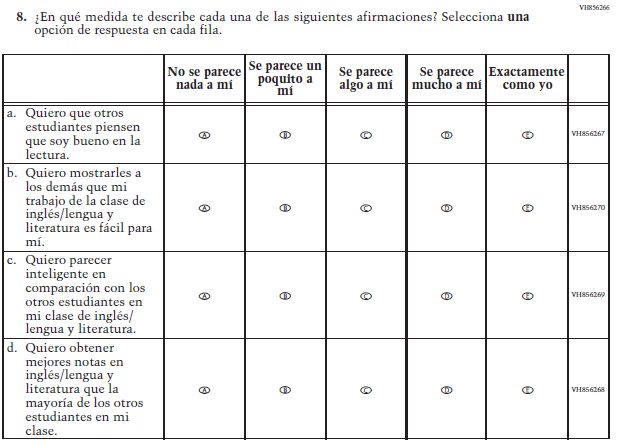 VH856266
8. ¿En qué medida te describe cada una de las siguientes afirmaciones? Selecciona una
opción de respuesta en cada fila.
No se parece
nada a mí
Se parece un
poquito a
mí
Se parece
algo a mí
Se parece
mucho a mí
Exactamente
como yo
a. Quiero que otros
estudiantes piensen
que soy bueno en la
lectura.
A B C D E VH856267
b. Quiero mostrarles a
los demás que mi
trabajo de la clase de
inglés/lengua y
literatura es fácil para
mí.
A B C D E VH856270
c. Quiero parecer
inteligente en
comparación con los
otros estudiantes en
mi clase de inglés/
lengua y literatura.
A B C D E VH856269
d. Quiero obtener
mejores notas en
inglés/lengua y
literatura que la
mayoría de los otros
estudiantes en mi
clase.
A B C D E VH856268